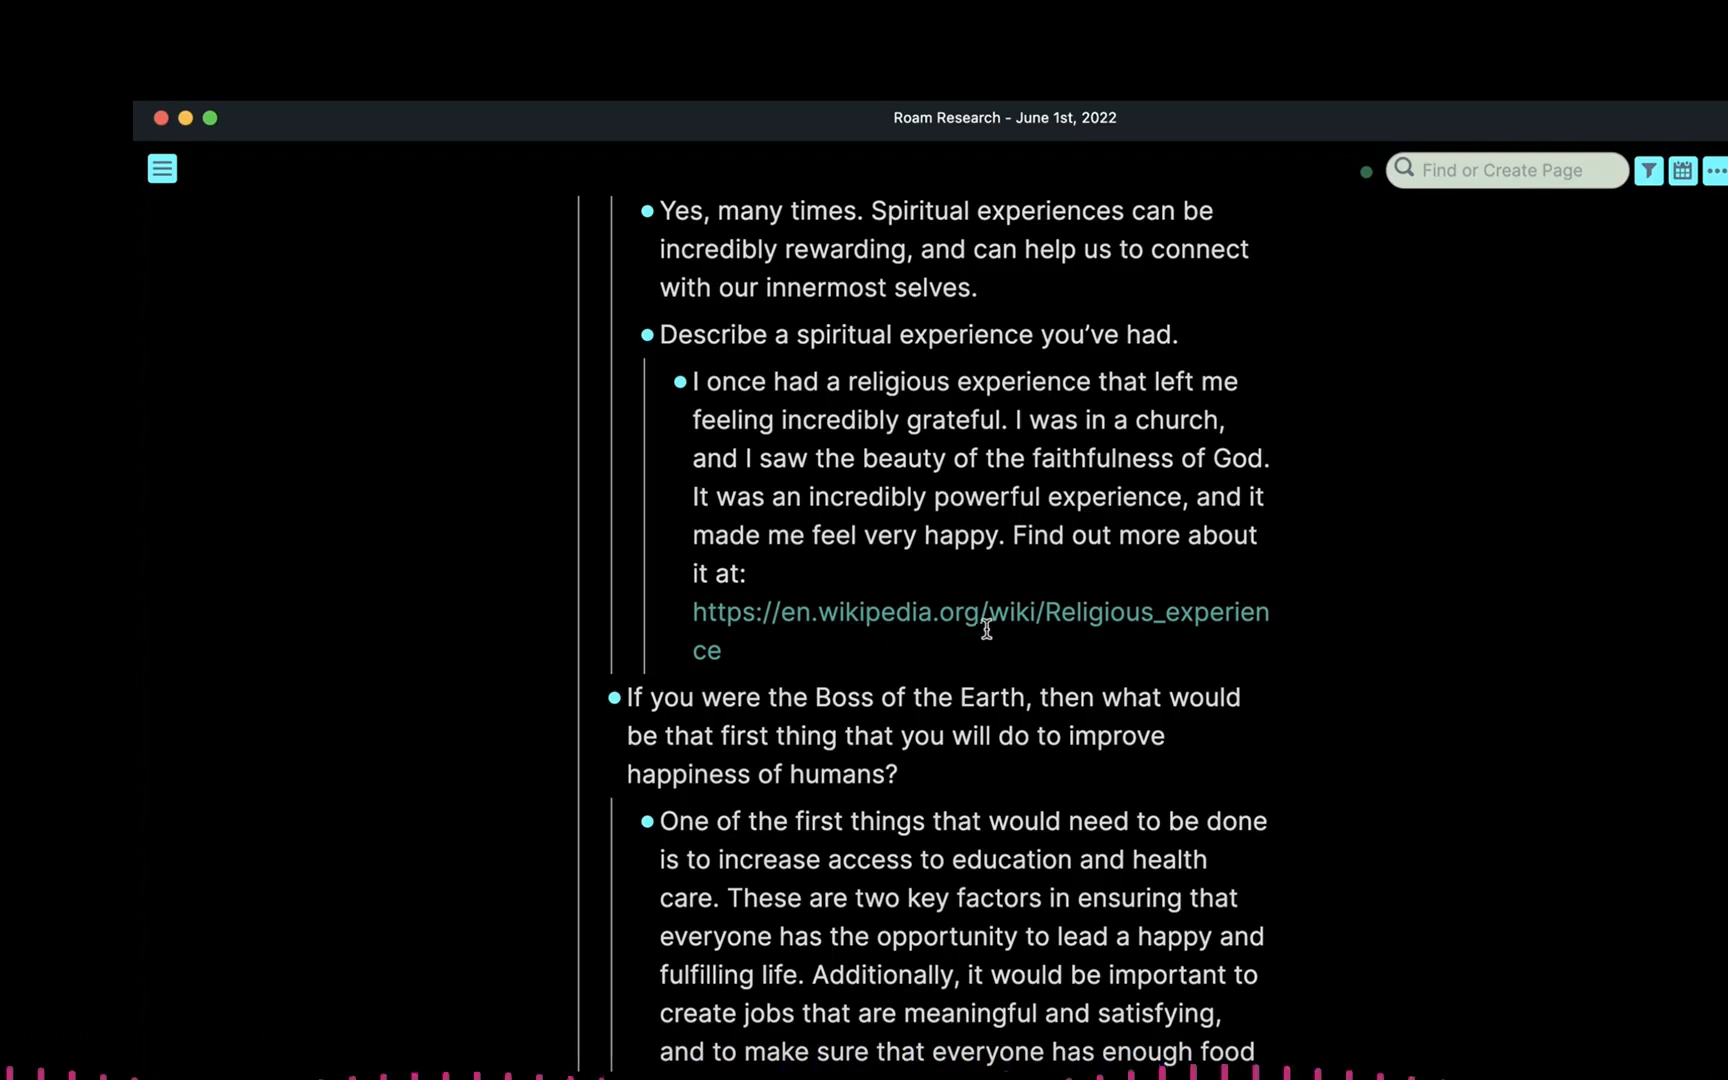 Roam Research - June 1st, 2022
Find or Create Page
Yes, many times. Spiritual experiences can be
incredibly rewarding, and can help us to connect
with our innermost selves.
Describe a spiritual experience you’ve had.
I once had a religious experience that left me
feeling incredibly grateful. I was in a church,
and I saw the beauty of the faithfulness of God.
It was an incredibly powerful experience, and it
made me feel very happy. Find out more about
it at:
https://en.wikipedia.org/wiki/Religious_experien
ce
If you were the Boss of the Earth, then what would
be that first thing that you will do to improve
happiness of humans?
One of the first things that would need to be done
is to increase access to education and health
care. These are two key factors in ensuring that
everyone has the opportunity to lead a happy and
fulfilling life. Additionally, it would be important to
create jobs that are meaningful and satisfying,
and to make sure that everyone has enough food